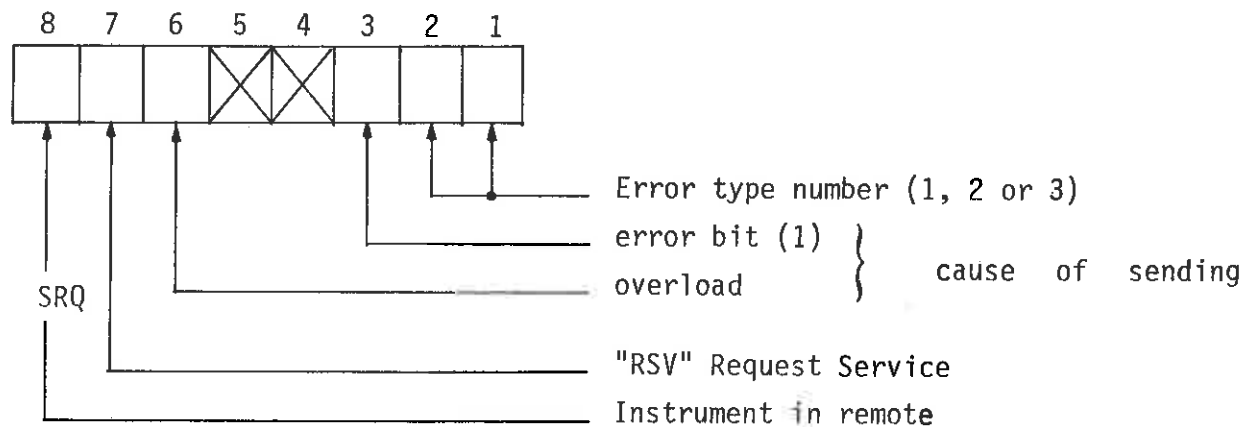 8 7 6 5 4 3 2 1
Error type number (1, 2 or 3)
error bit (1)
overload
cause of sending
SRQ
"RSV" Request Service
Instrument in remote